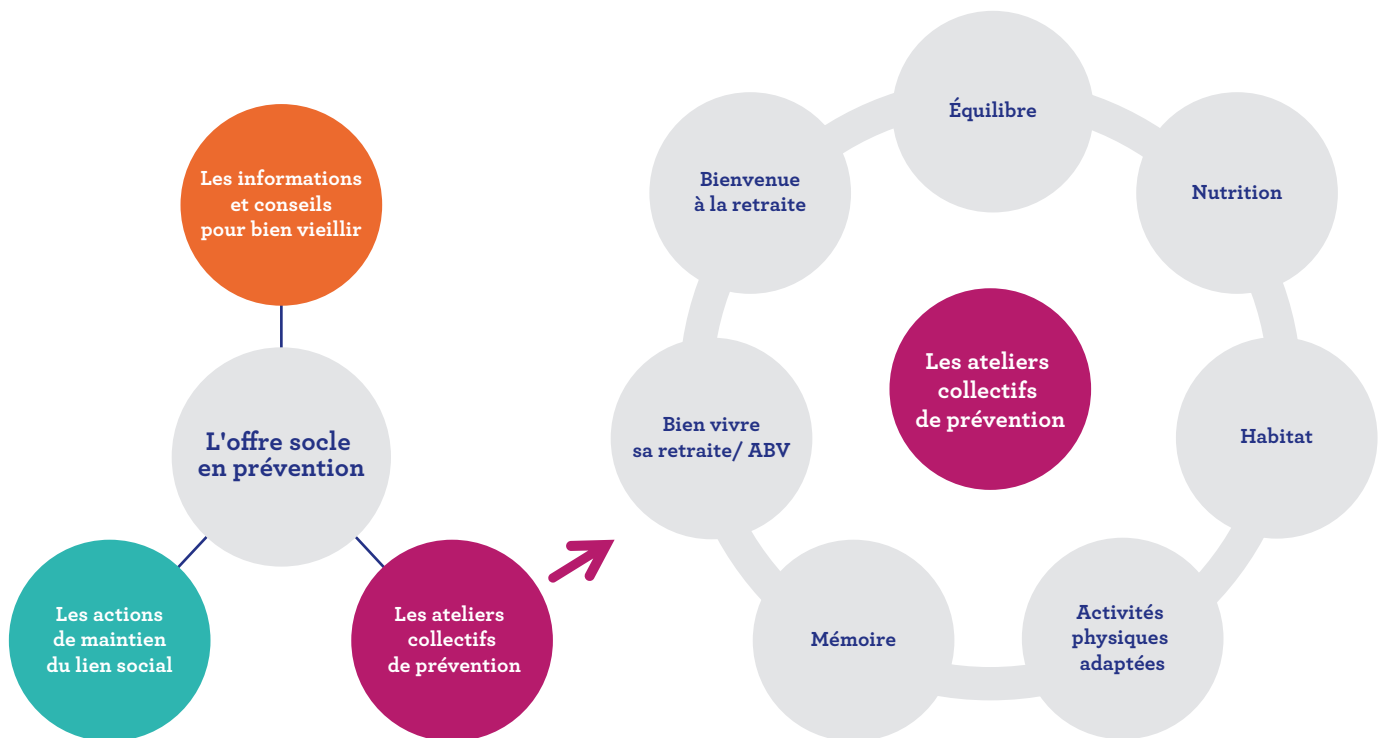 Les informations
et conseils
pour bien vieillir
L'offre socle
en prévention
Les actions
de maintien
du lien social
Les ateliers
collectifs
de prévention
Équilibre
Bienvenue
à la retraite
Nutrition
Les ateliers
collectifs
de prévention
Bien vivre
sa retraite/ ABV
Habitat
Mémoire
Activités
physiques
adaptées